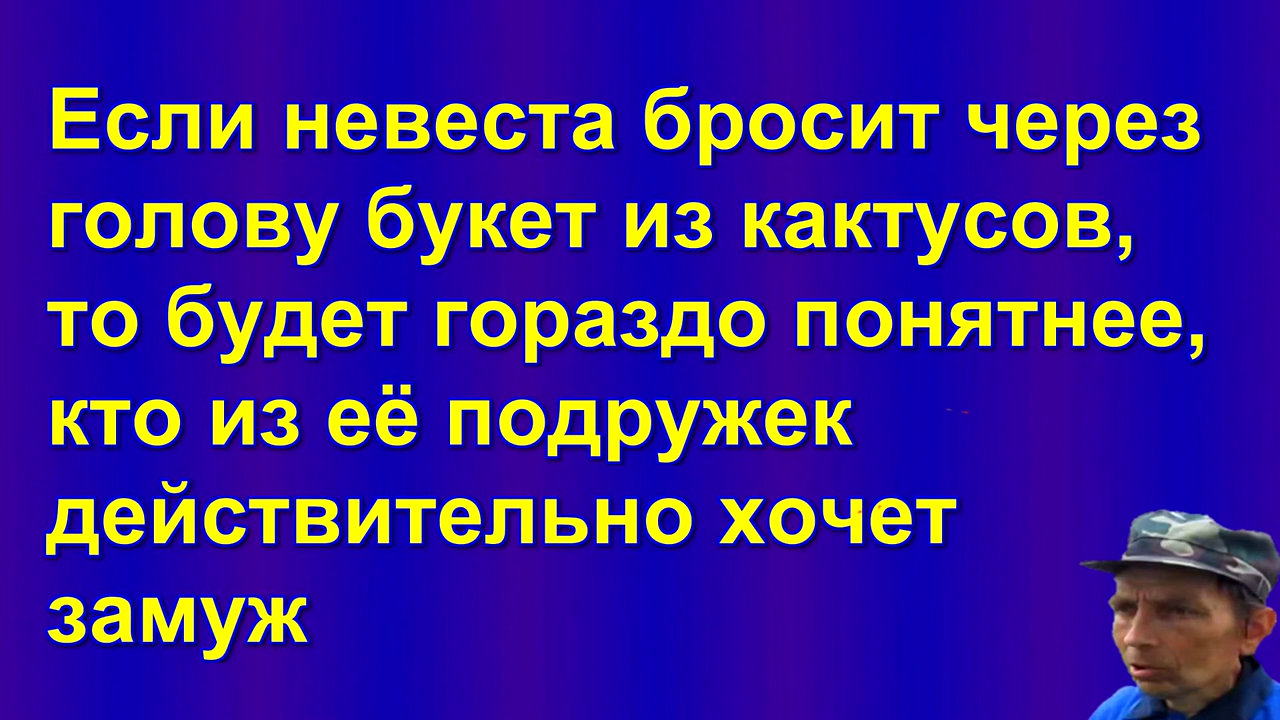 Если невеста бросит через
голову букет из кактусов,
то будет гораздо понятнее,
кто из её подружек
действительно хочет
замуж